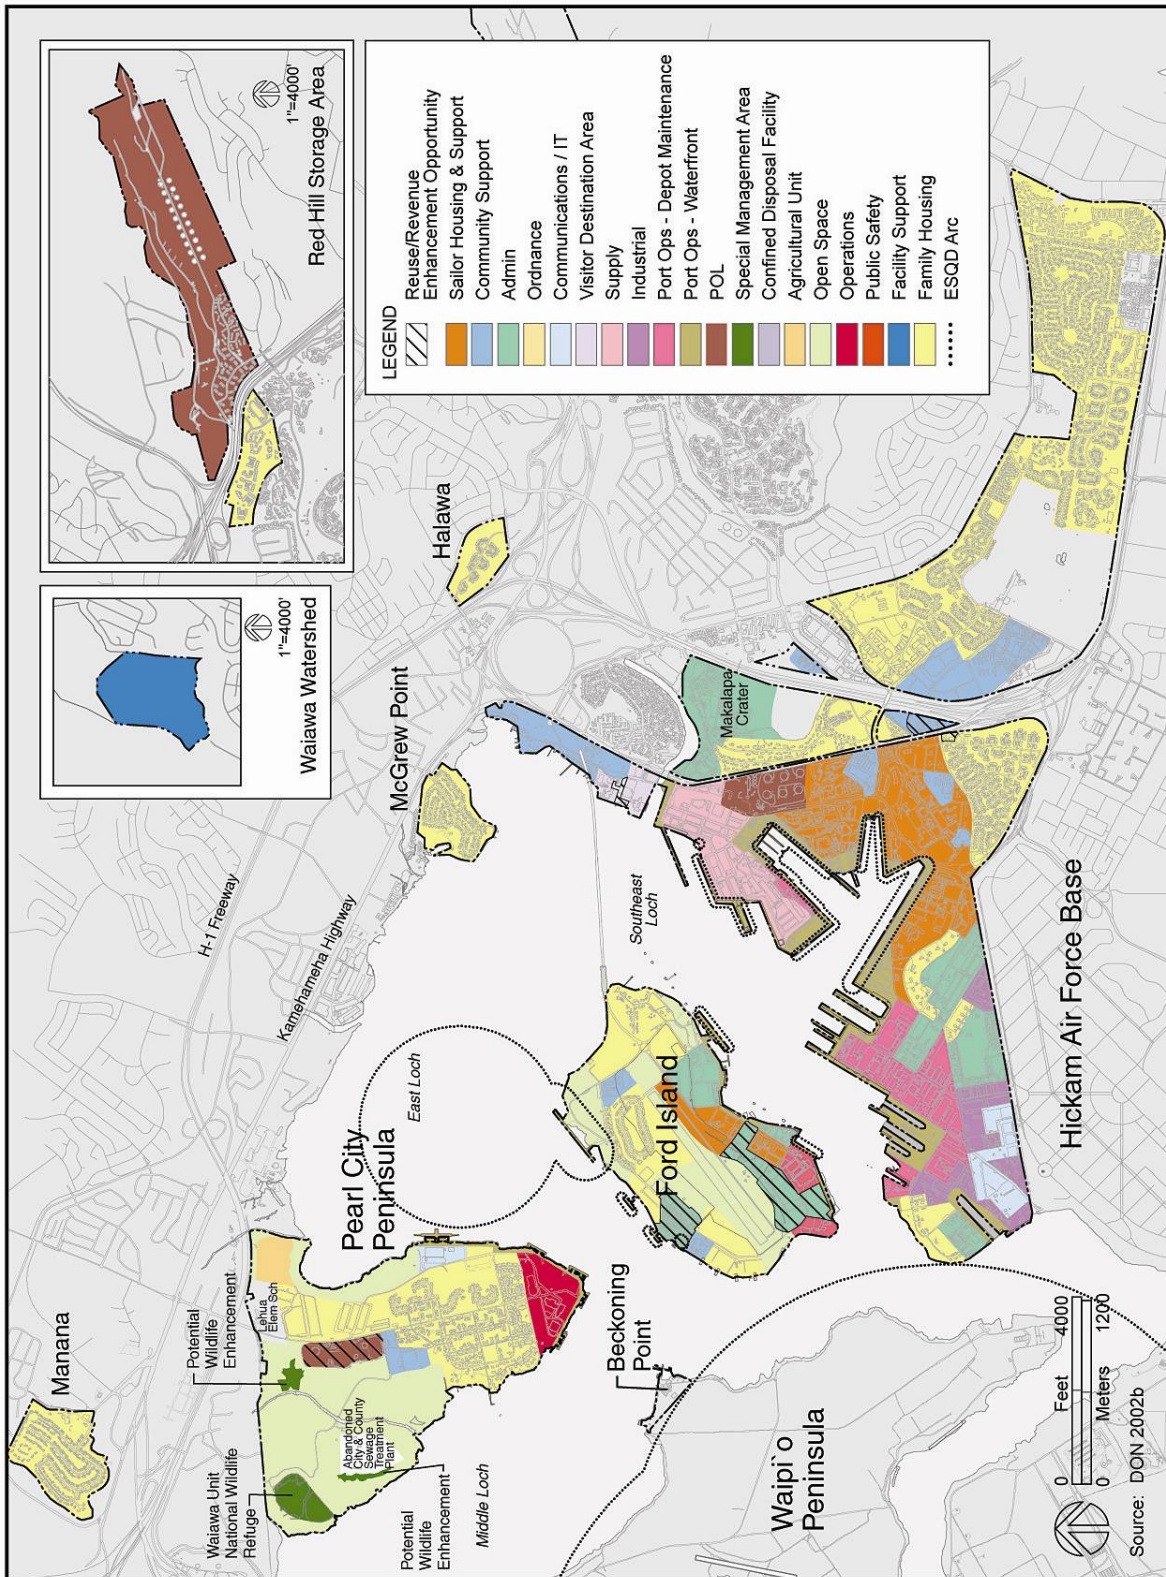 Manana
Waiawa Unit
National Wildlife
Refuge
Potential
Wildlife
Enhancement
Lehua
Elem Sch
Abandoned
City & County
Sewage
Treatment
Plant
Potential
Wildlife
Enhancement
Middle Loch
Pearl City
Peninsula
East Loch
H-1 Freeway
Kamehameha Highway
McGrew Point
Halawa
Waiawa Watershed
1"=4000'
Red Hill Storage Area
1"=4000'
LEGEND
Reuse/Revenue
Enhancement Opportunity
Sailor Housing & Support
Community Support
Admin
Ordnance
Communications / IT
Visitor Destination Area
Supply
Industrial
Port Ops - Depot Maintenance
Port Ops - Waterfront
POL
Special Management Area
Confined Disposal Facility
Agricultural Unit
Open Space
Operations
Public Safety
Facility Support
Family Housing
ESQD Arc
Makalapa
Crater
Southeast
Loch
Ford Island
Beckoning
Point
Waipi`o
Peninsula
Hickam Air Force Base
0 Feet 4000
0 Meters 1200
Source: DON 2002b